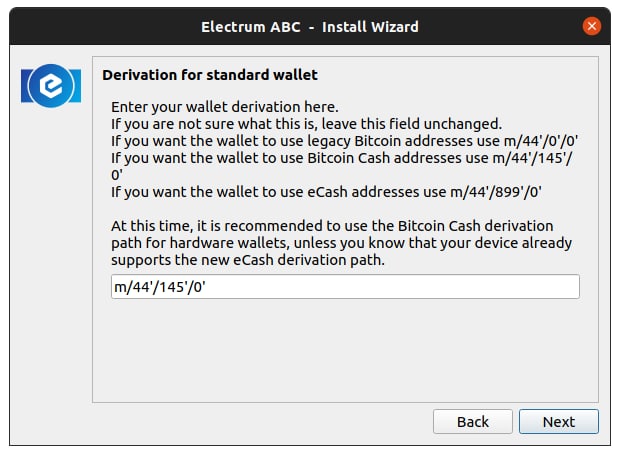 Electrum ABC - Install Wizard
Derivation for standard wallet
Enter your wallet derivation here.
If you are not sure what this is, leave this field unchanged.
If you want the wallet to use legacy Bitcoin addresses use m/44'/0'/0'
If you want the wallet to use Bitcoin Cash addresses use m/44'/145'/
0'
If you want the wallet to use eCash addresses use m/44'/899'/0'
At this time, it is recommended to use the Bitcoin Cash derivation
path for hardware wallets, unless you know that your device already
supports the new eCash derivation path.
m/44'/145'/0'
Back
Next